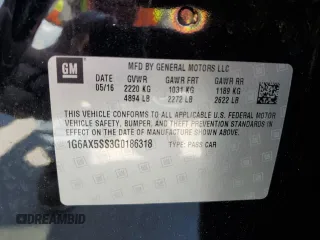 GM
MFD BY GENERAL MOTORS LLC
05/16 GVWR GAWR FRT GAWR RR
2220 KG 1031 KG 1189 KG
4894 LB 2272 LB 2622 LB
THIS VEHICLE CONFORMS TO ALL APPLICABLE U.S. FEDERAL MOTOR
VEHICLE SAFETY, BUMPER, AND THEFT PREVENTION STANDARDS IN
EFFECT ON THE DATE OF MANUFACTURE SHOWN ABOVE.
1G6AX5SS3G0186318 TYPE: PASS CAR
DREAMBID